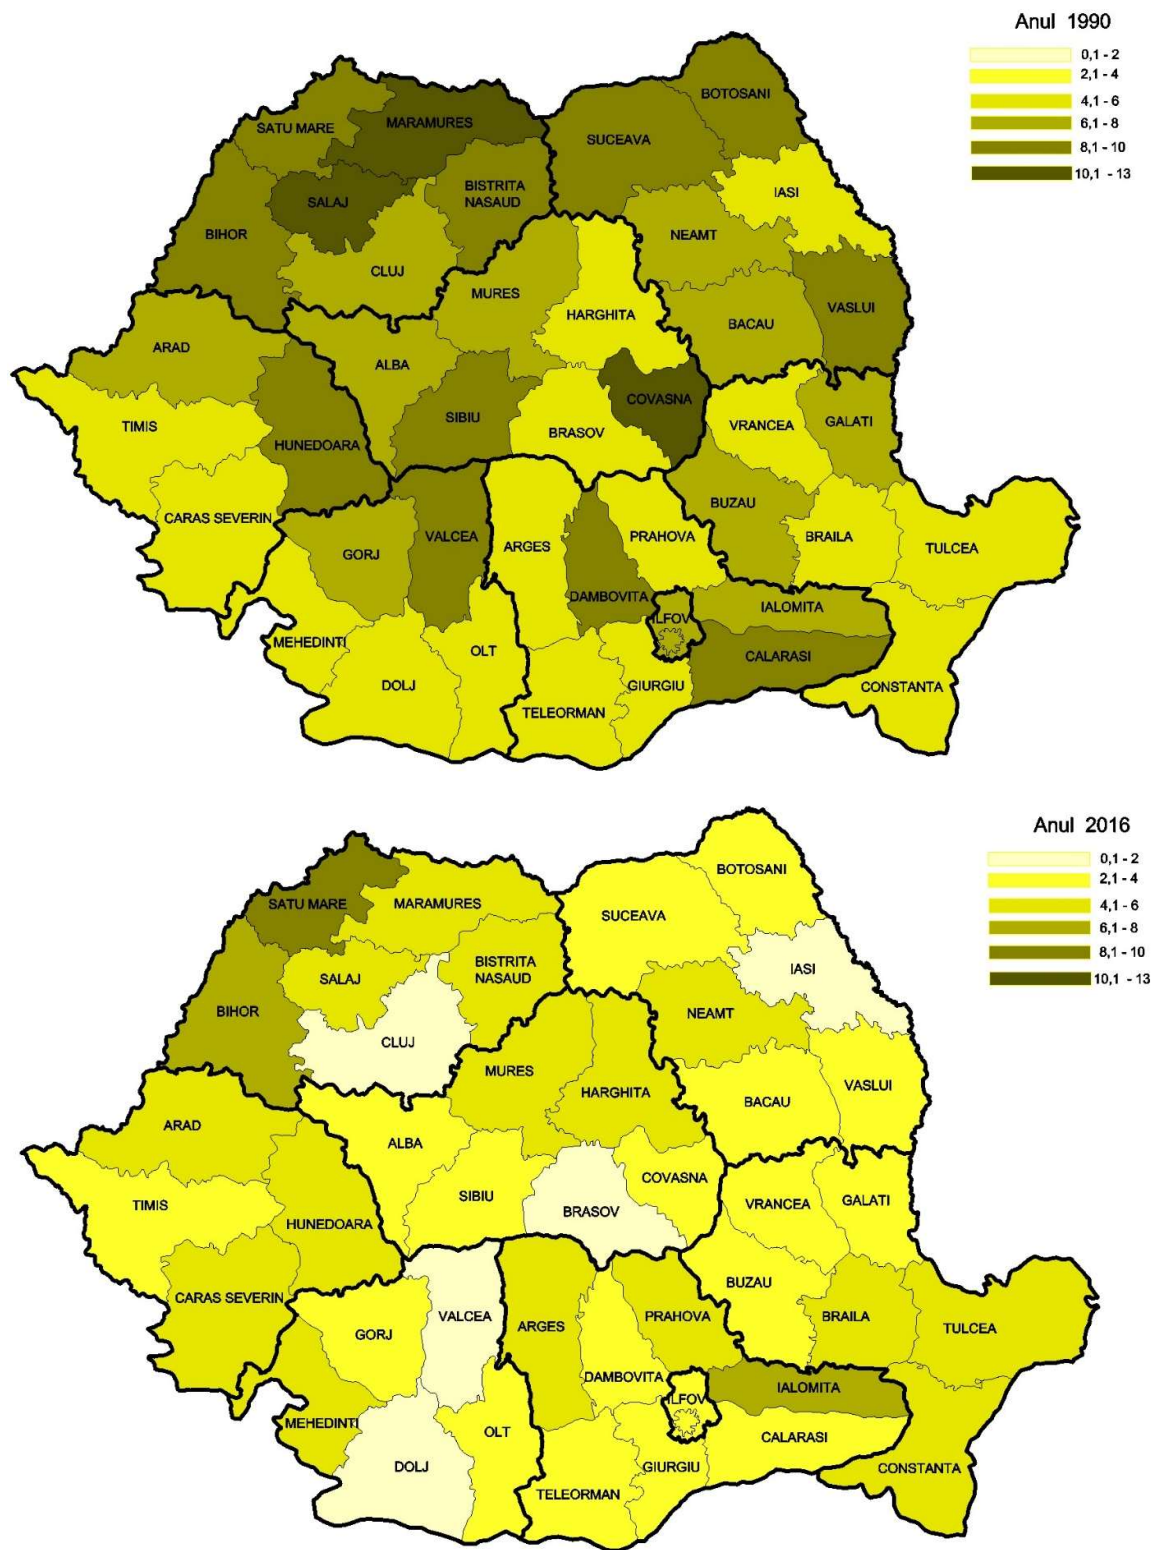 Anul 1990
0,1 - 2
2,1 - 4
4,1 - 6
6,1 - 8
8,1 - 10
10,1 - 13
BOTOSANI
SATU MARE
MARAMURES
SUCEAVA
IASI
SALAJ
BISTRITA
NASAUD
BIHOR
NEAMT
CLUJ
MURES
HARGHITA
VASLUI
BACAU
ARAD
ALBA
COVASNA
TIMIS
SIBIU
BRASOV
VRANCEA
GALATI
HUNEDOARA
CARAS SEVERIN
BUZAU
VALCEA
GORJ
ARGES
PRAHOVA
BRAILA
TULCEA
DAMBOVITA
ILFOV
IALOMITA
MEHEDINTI
OLT
CALARASI
DOLJ
GIURGIU
CONSTANTA
TELEORMAN
Anul 2016
0,1 - 2
2,1 - 4
4,1 - 6
6,1 - 8
8,1 - 10
10,1 - 13
BOTOSANI
SATU MARE
MARAMURES
SUCEAVA
BISTRITA
NASAUD
IASI
SALAJ
BIHOR
NEAMT
CLUJ
MURES
HARGHITA
VASLUI
BACAU
ARAD
ALBA
COVASNA
SIBIU
TIMIS
BRASOV
VRANCEA
GALATI
HUNEDOARA
BUZAU
CARAS SEVERIN
VALCEA
PRAHOVA
BRAILA
GORJ
ARGES
TULCEA
DAMBOVITA
ILFOV
IALOMITA
MEHEDINTI
OLT
CALARASI
DOLJ
GIURGIU
CONSTANTA
TELEORMAN